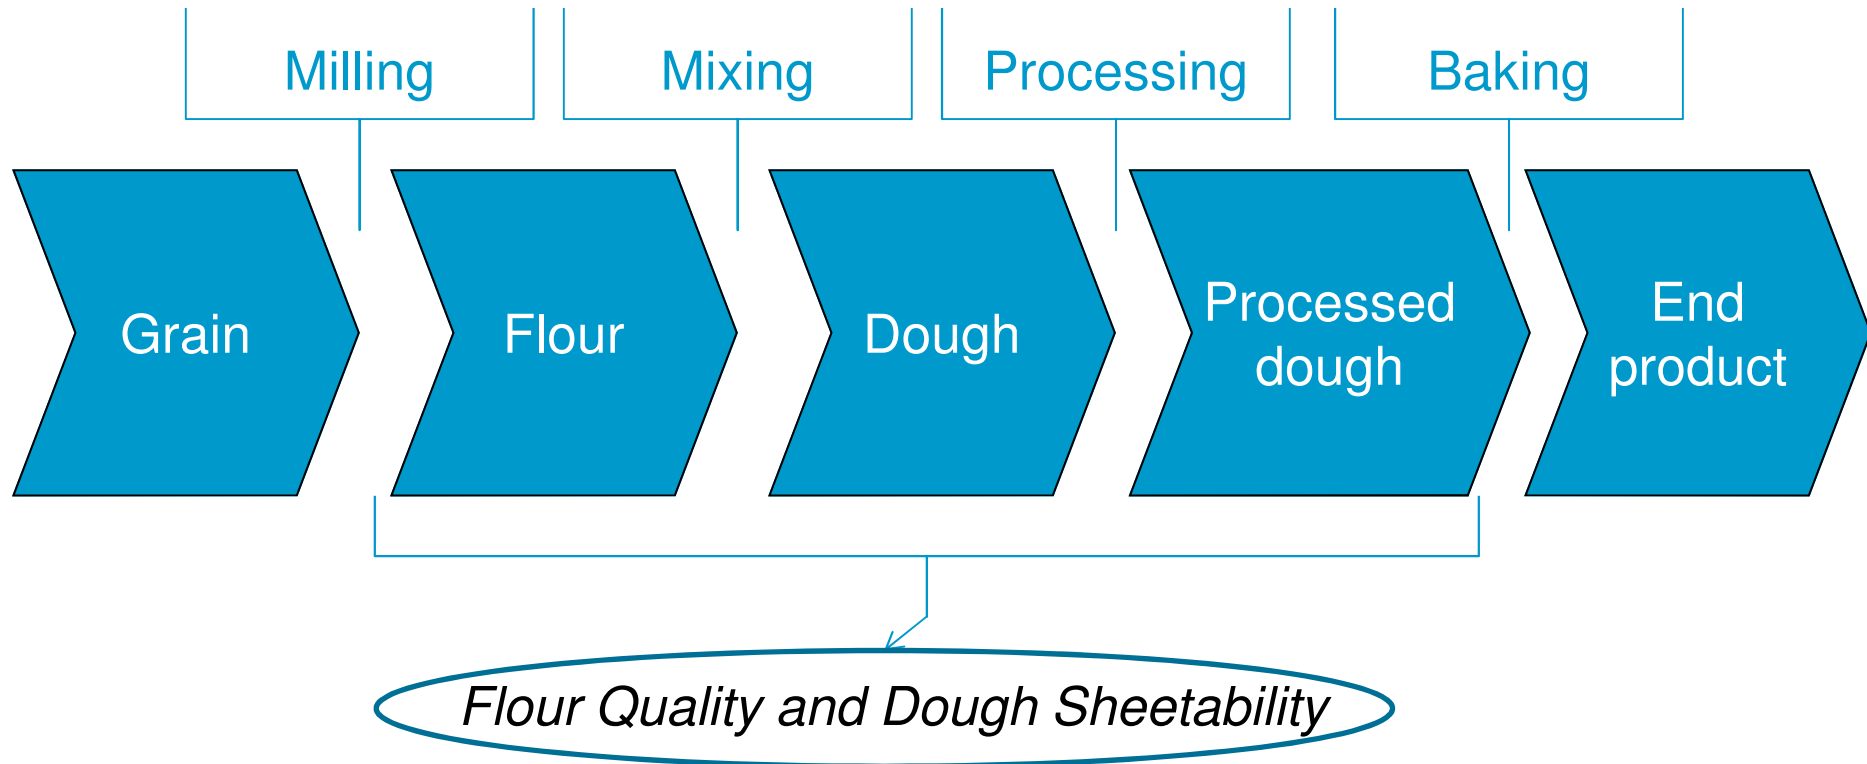 Milling
Mixing
Processing
Baking
Grain
Flour
Dough
Processed
dough
End
product
Flour Quality and Dough Sheetability